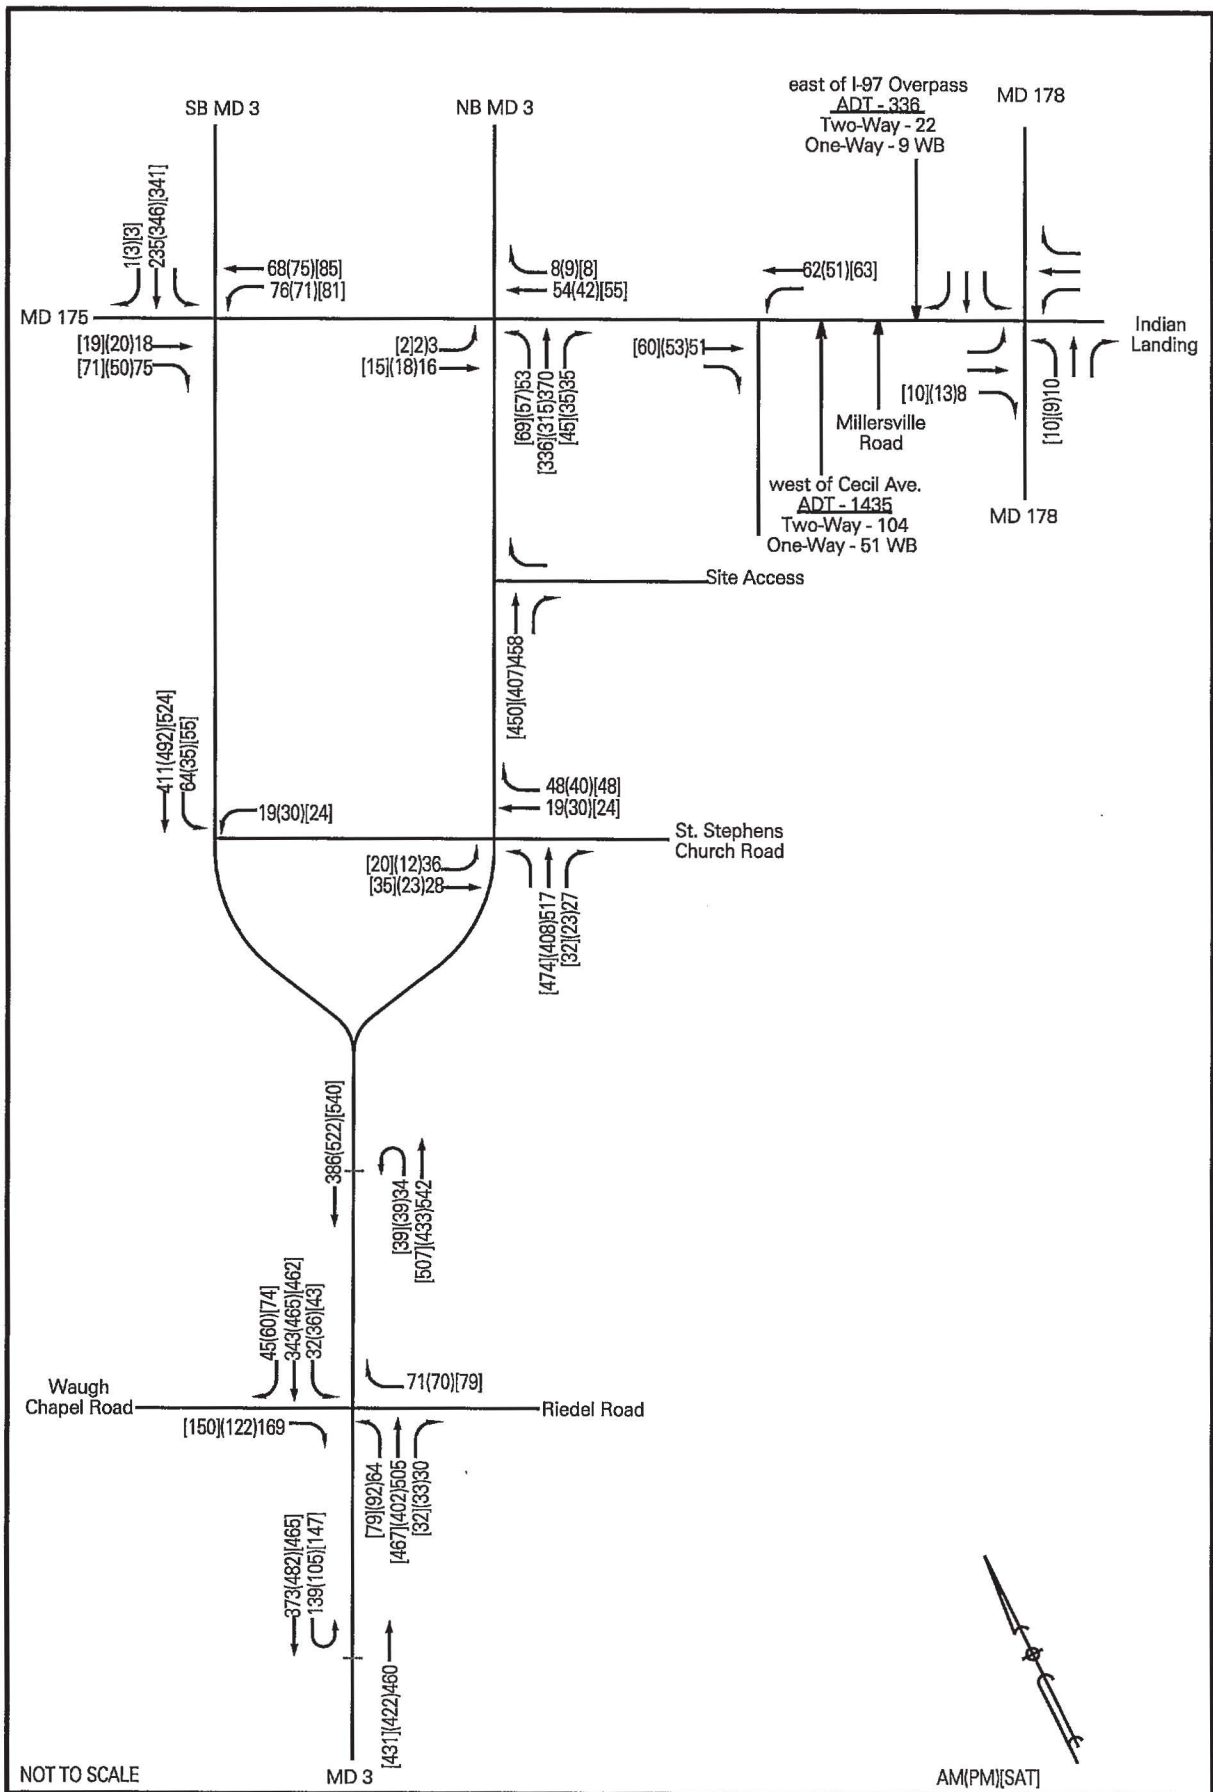 east of I-97 Overpass
ADT - 336
Two-Way - 22
One-Way - 9 WB
SB MD 3
NB MD 3
MD 178
1(3)[3]
235(346)[341]
68(75)[85]
76(71)[81]
8(9)[8]
54(42)[55]
62(51)[63]
MD 175
Indian
Landing
[19](20)18
[71](50)75
[2]2)3
[15](18)16
[69](57)53
[336](315)370
[45](35)35
[60](53)51
[10](13)8
[10](9)10
Millersville
Road
west of Cecil Ave.
ADT - 1435
Two-Way - 104
One-Way - 51 WB
MD 178
Site Access
[450](407)458
411(492)[524]
64(35)[55]
48(40)[48]
19(30)[24]
19(30)[24]
St. Stephens
Church Road
[20](12)36
[35](23)28
[474](408)517
[32](23)27
386(522)[540]
[39](39)34
[507](433)542
45(60)[74]
343(465)[462]
32(36)[43]
71(70)[79]
Waugh
Chapel Road
Riedel Road
[150](122)169
[79](92)64
[467](402)505
[32](33)30
373(482)[465]
139(105)[147]
[431](422)460
NOT TO SCALE
MD 3
AM(PM)[SAT]